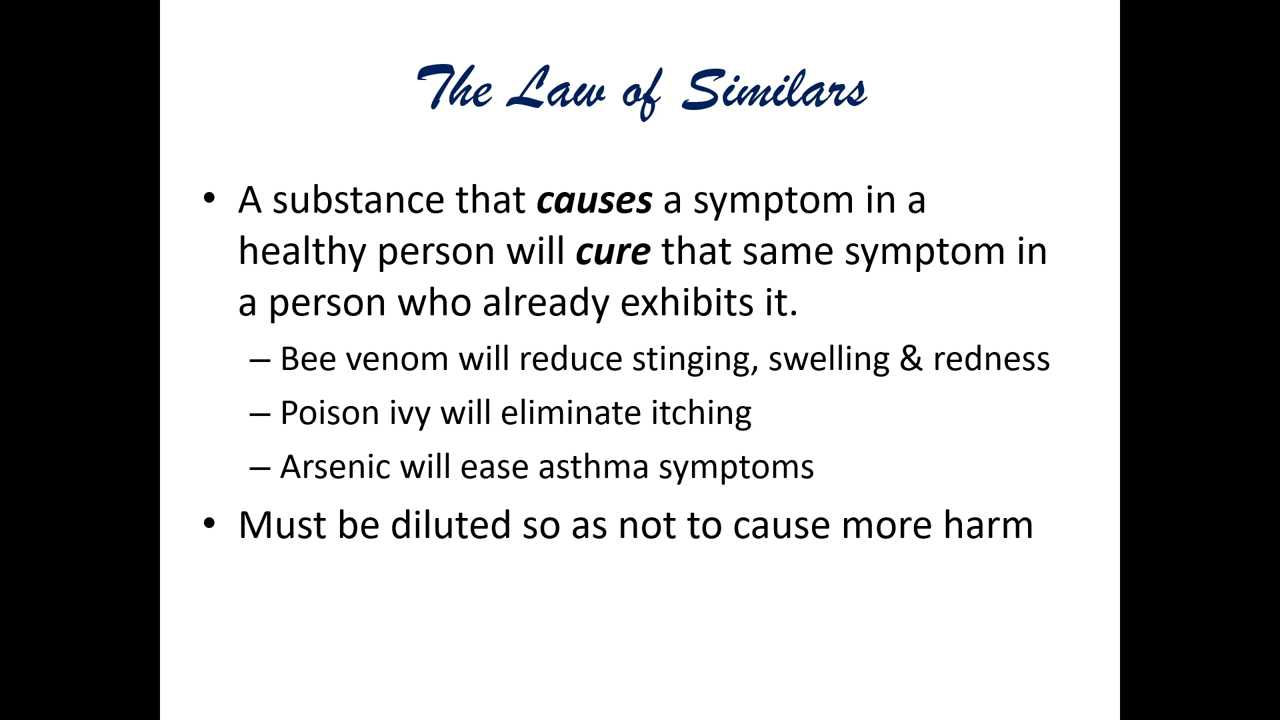 The Law of Similars
• A substance that causes a symptom in a
healthy person will cure that same symptom in
a person who already exhibits it.
– Bee venom will reduce stinging, swelling & redness
– Poison ivy will eliminate itching
– Arsenic will ease asthma symptoms
• Must be diluted so as not to cause more harm